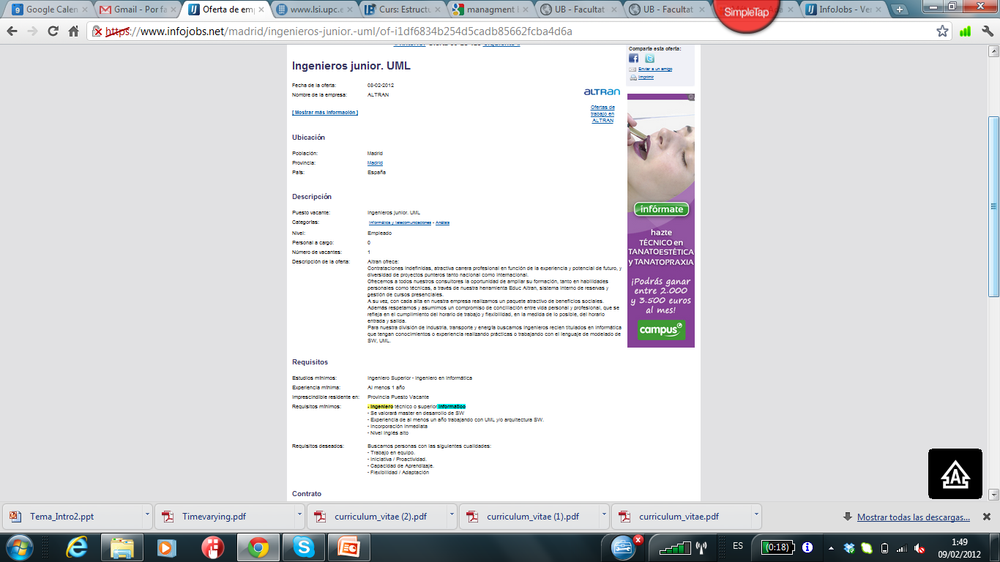 Google Calen
Gmail - Por fa
Oferta de emp
www.lsi.upc.e
Curs: Estruct
managment
UB - Facultat
UB - Facultat
InfoJobs - Ver
SimpleTap
https://www.infojobs.net/madrid/ingenieros-junior.-uml/of-i1df6834b254d5cadb85662fcba4d6a
Comparte esta oferta:
Enviar a un amigo
Imprimir
Ingenieros junior. UML
Fecha de la oferta: 08-02-2012
Nombre de la empresa: ALTRAN
[ Mostrar más información ]
ALTRAN
Ofertas de
trabajo en
ALTRAN
Ubicación
Población: Madrid
Provincia: Madrid
País: España
Descripción
Puesto vacante: Ingenieros junior. UML
Categorías: Informática y telecomunicaciones - Análisis
Nivel: Empleado
Personal a cargo: 0
Número de vacantes: 1
Descripción de la oferta: Altran ofrece:
Contrataciones indefinidas, atractiva carrera profesional en función de la experiencia y potencial de futuro, y
diversidad de proyectos punteros tanto nacional como internacional.
Ofrecemos a todos nuestros consultores la oportunidad de ampliar su formación, tanto en habilidades
personales como técnicas, a través de nuestra herramienta Educ Altran, sistema interno de reservas y
gestión de cursos presenciales.
A su vez, con cada alta en nuestra empresa realizamos un paquete atractivo de beneficios sociales.
Además respetamos y asumimos un compromiso de conciliación entre vida personal y profesional, que se
refleja en el cumplimiento del horario de trabajo y flexibilidad, en la medida de lo posible, del horario
entrada y salida.
Para nuestra división de industria, transporte y energía buscamos ingenieros recien titulados en informática
que tengan conocimientos o experiencia realizando prácticas o trabajando con el lenguaje de modelado de
SW, UML.
Requisitos
Estudios mínimos: Ingeniero Superior - Ingeniero en Informática
Experiencia mínima: Al menos 1 año
Imprescindible residente en: Provincia Puesto Vacante
Requisitos mínimos: - Ingeniero técnico o superior informático
- Se valorará master en desarrollo de SW
- Experiencia de al menos un año trabajando con UML y/o arquitectura SW.
- Incorporación inmediata
- Nivel inglés alto
Requisitos deseados: Buscamos personas con las siguientes cualidades:
- Trabajo en equipo.
- Iniciativa / Proactividad.
- Capacidad de Aprendizaje.
- Flexibilidad / Adaptación
Contrato
infórmate
hazte
TÉCNICO en
TANATOESTÉTICA
y TANATOPRAXIA
¡Podrás ganar
entre 2.000
y 3.500 euros
al mes!
campus
Tema_Intro2.ppt
Timevarying.pdf
curriculum_vitae (2).pdf
curriculum_vitae (1).pdf
curriculum_vitae.pdf
Mostrar todas las descargas...
ES
(0:18)
1:49
09/02/2012